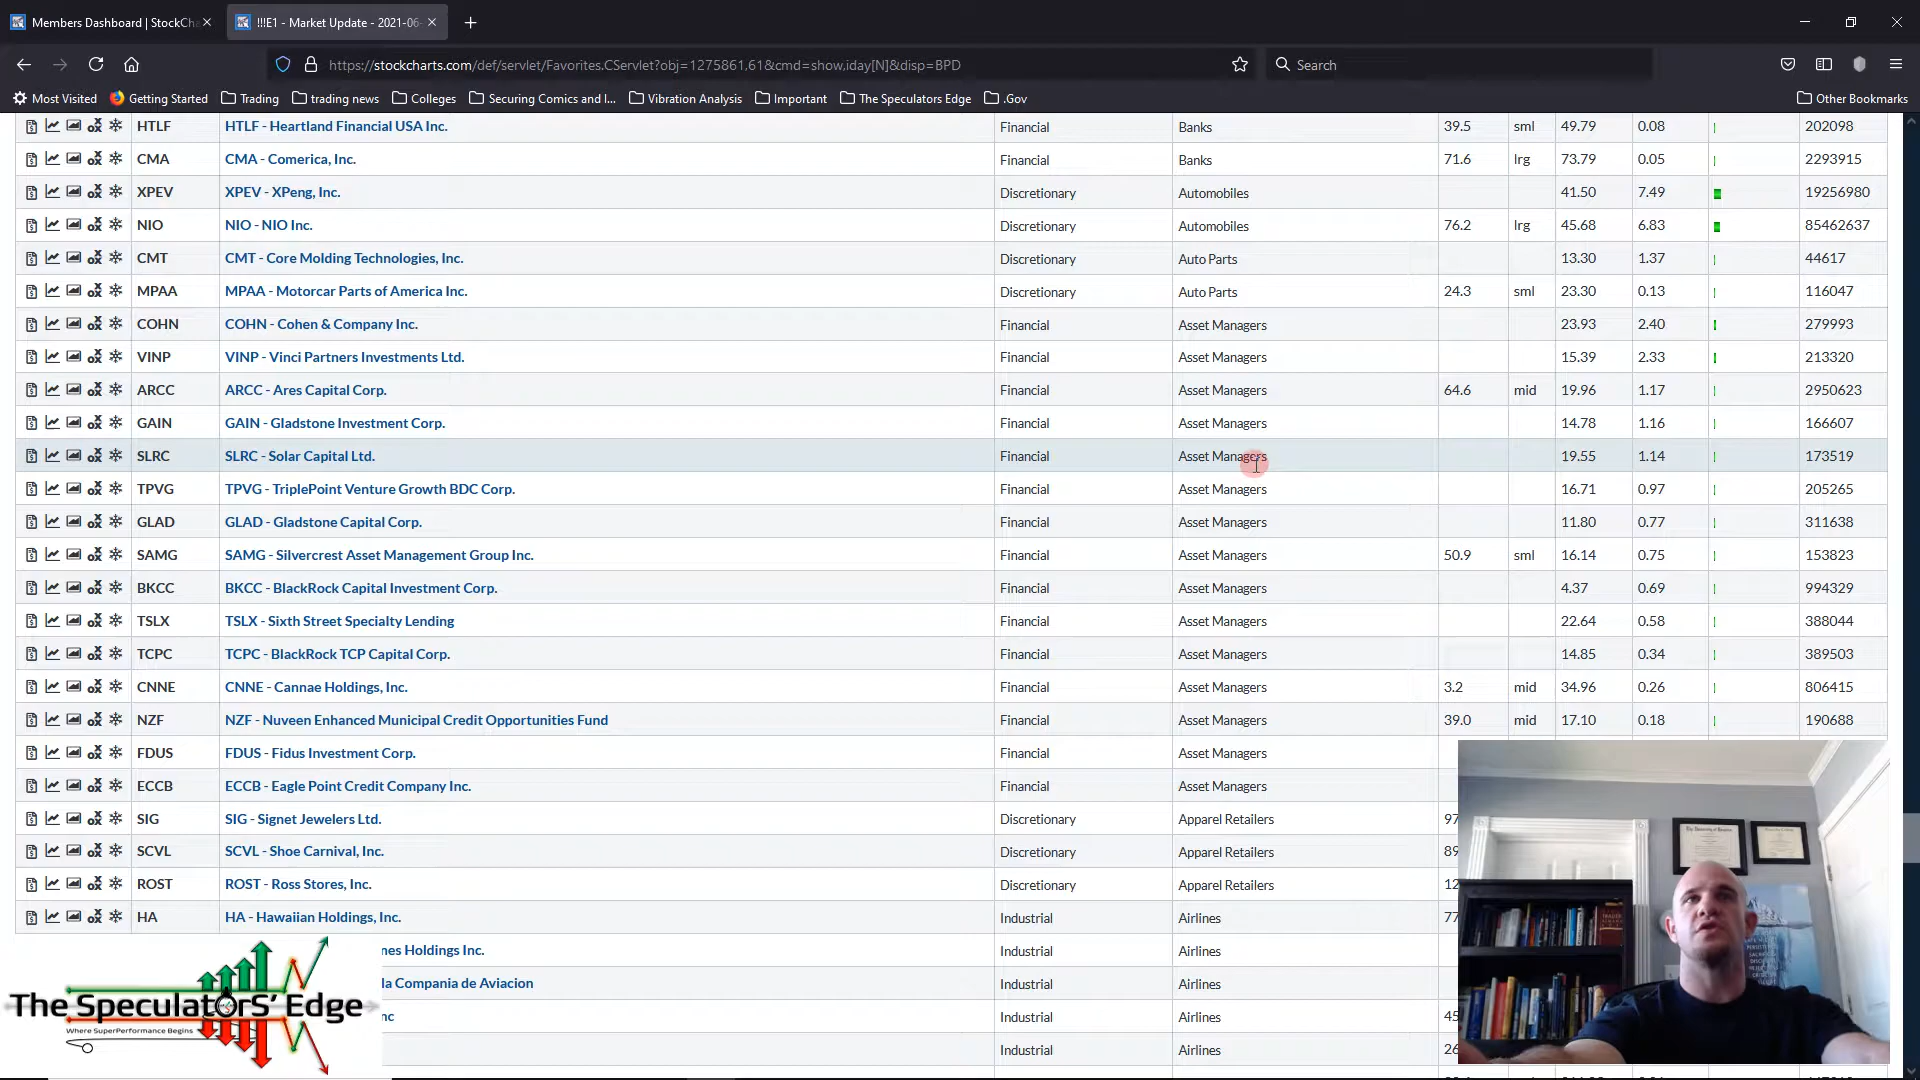 Members Dashboard | StockCha
!!!E1 - Market Update - 2021-06-
https://stockcharts.com/def/servlet/Favorites.CServlet?obj=1275861,61&cmd=show,iday[N]&disp=BPD
Search
Most Visited Getting Started Trading trading news Colleges Securing Comics and I... Vibration Analysis Important The Speculators Edge .Gov Other Bookmarks
HTLF HTLF - Heartland Financial USA Inc. Financial Banks 39.5 sml 49.79 0.08 202098
CMA CMA - Comerica, Inc. Financial Banks 71.6 lrg 73.79 0.05 2293915
XPEV XPEV - XPeng, Inc. Discretionary Automobiles 41.50 7.49 19256980
NIO NIO - NIO Inc. Discretionary Automobiles 76.2 lrg 45.68 6.83 85462637
CMT CMT - Core Molding Technologies, Inc. Discretionary Auto Parts 13.30 1.37 44617
MPAA MPAA - Motorcar Parts of America Inc. Discretionary Auto Parts 24.3 sml 23.30 0.13 116047
COHN COHN - Cohen & Company Inc. Financial Asset Managers 23.93 2.40 279993
VINP VINP - Vinci Partners Investments Ltd. Financial Asset Managers 15.39 2.33 213320
ARCC ARCC - Ares Capital Corp. Financial Asset Managers 64.6 mid 19.96 1.17 2950623
GAIN GAIN - Gladstone Investment Corp. Financial Asset Managers 14.78 1.16 166607
SLRC SLRC - Solar Capital Ltd. Financial Asset Managers 19.55 1.14 173519
TPVG TPVG - TriplePoint Venture Growth BDC Corp. Financial Asset Managers 16.71 0.97 205265
GLAD GLAD - Gladstone Capital Corp. Financial Asset Managers 11.80 0.77 311638
SAMG SAMG - Silvercrest Asset Management Group Inc. Financial Asset Managers 50.9 sml 16.14 0.75 153823
BKCC BKCC - BlackRock Capital Investment Corp. Financial Asset Managers 4.37 0.69 994329
TSLX TSLX - Sixth Street Specialty Lending Financial Asset Managers 22.64 0.58 388044
TCPC TCPC - BlackRock TCP Capital Corp. Financial Asset Managers 14.85 0.34 389503
CNNE CNNE - Cannae Holdings, Inc. Financial Asset Managers 3.2 mid 34.96 0.26 806415
NZF NZF - Nuveen Enhanced Municipal Credit Opportunities Fund Financial Asset Managers 39.0 mid 17.10 0.18 190688
FDUS FDUS - Fidus Investment Corp. Financial Asset Managers
ECCB ECCB - Eagle Point Credit Company Inc. Financial Asset Managers
SIG SIG - Signet Jewelers Ltd. Discretionary Apparel Retailers 97
SCVL SCVL - Shoe Carnival, Inc. Discretionary Apparel Retailers 89
ROST ROST - Ross Stores, Inc. Discretionary Apparel Retailers 12
HA HA - Hawaiian Holdings, Inc. Industrial Airlines 77
nes Holdings Inc. Industrial Airlines
la Compania de Aviacion Industrial Airlines
nc Industrial Airlines 45
Industrial Airlines 26
The SpeculatorS' Edge
Where SuperPerformance Begins